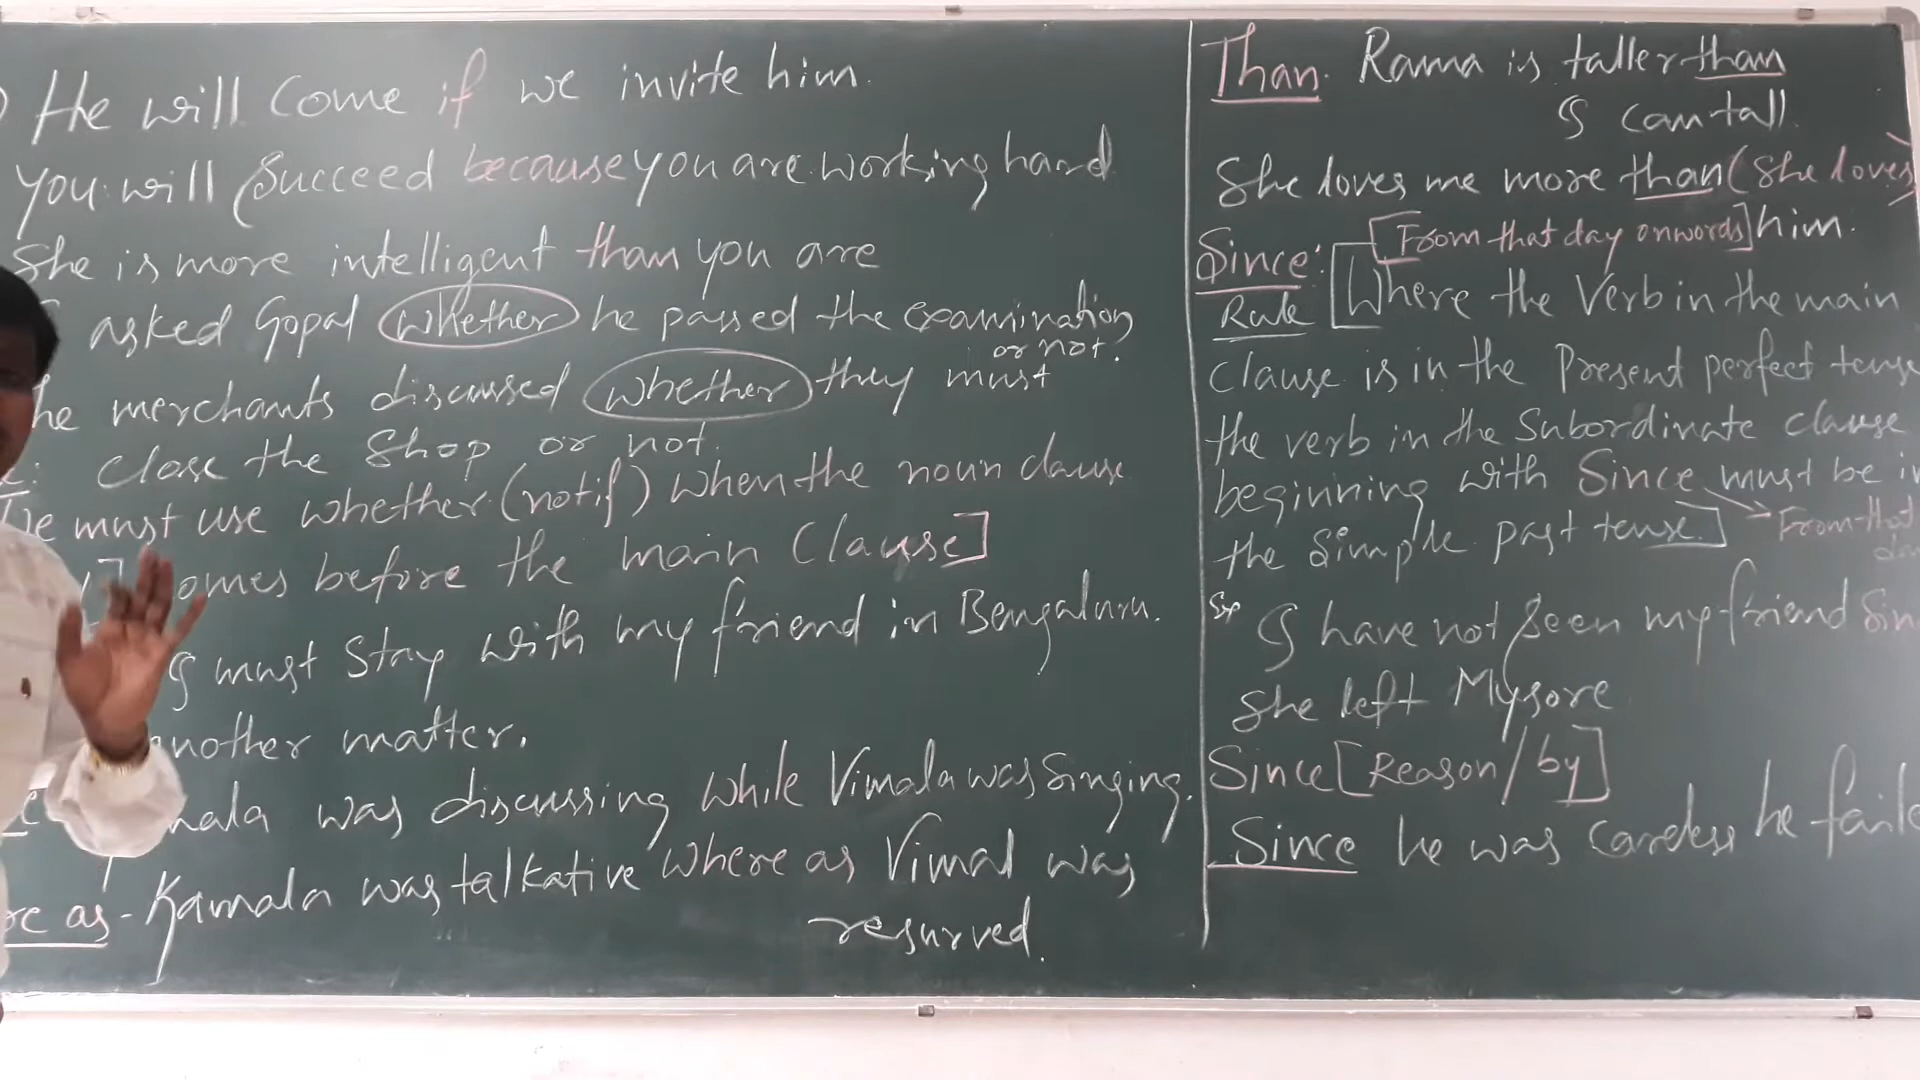 He will Come if we invite him.
you will Succeed because you are working hard
She is more intelligent than you are
asked Gopal whether he passed the examination
or not.
he merchants discussed whether they must
close the Shop or not.
must use whether (not if) when the noun clause
omes before the main Clause]
I must Stay with my friend in Bengaluru.
another matter.
mala was discussing while Vimala was Singing.
re as - Kamala was talkative where as Vimal was
resurved.
Than. Rama is taller than
I am tall.
She loves me more than (She loves)
[From that day onwords] him.
Since:
Rule [Where the Verb in the main
clause is in the Present perfect tense
the verb in the Subordinate clause
beginning with Since must be in
the Simple past tense.] From that
day
I have not seen my friend Sin
She left Mysore
Since [Reason/by]
Since he was careless he faile